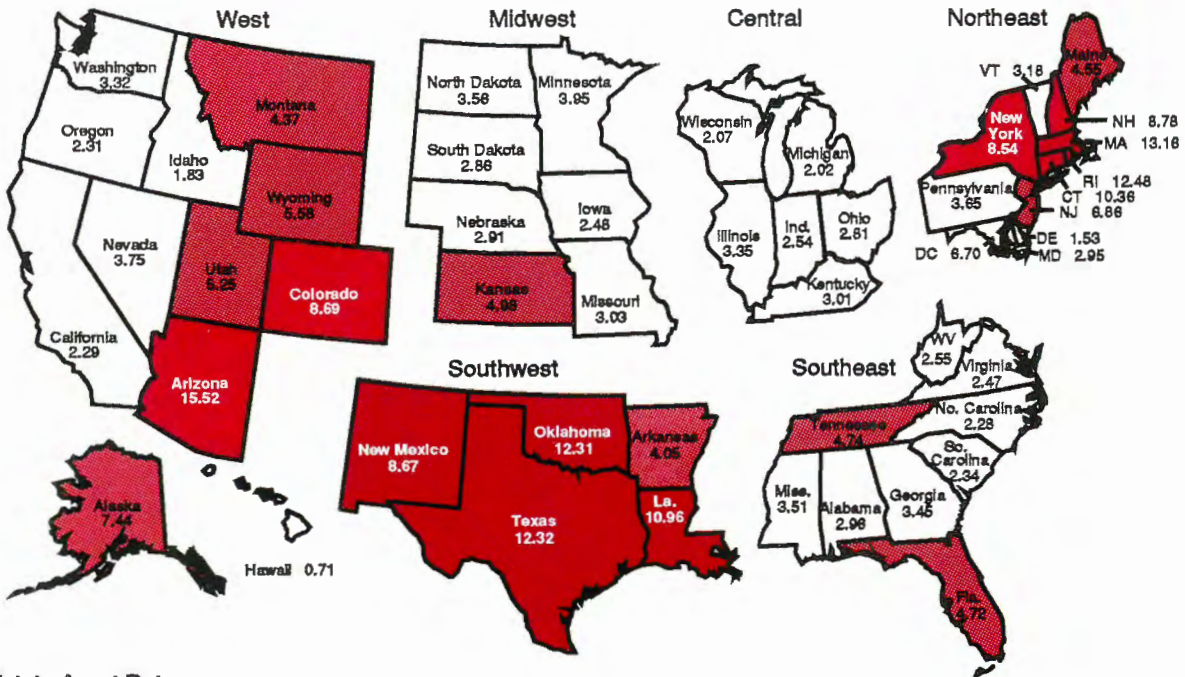 West
Midwest
Central
Northeast
Washington
3.32
Oregon
2.31
Idaho
1.83
Montana
4.37
Wyoming
5.58
Nevada
3.75
Utah
5.25
Colorado
8.69
California
2.29
Arizona
15.52
Alaska
7.44
Hawaii 0.71
North Dakota
3.56
Minnesota
3.95
South Dakota
2.86
Nebraska
2.91
Iowa
2.48
Kansas
4.98
Missouri
3.03
Wisconsin
2.07
Michigan
2.02
Illinois
3.35
Ind.
2.54
Ohio
2.81
Kentucky
3.01
VT 3.18
Maine
4.55
New
York
8.54
NH 8.78
MA 13.16
RI 12.48
CT 10.36
NJ 6.86
Pennsylvania
3.65
DE 1.53
MD 2.95
DC 6.70
Southwest
New Mexico
8.67
Oklahoma
12.31
Arkansas
4.05
Texas
12.32
La.
10.96
Southeast
WV
2.55
Virginia
2.47
No. Carolina
2.28
Tennessee
4.74
So.
Carolina
2.34
Miss.
3.51
Alabama
2.96
Georgia
3.45
Fla.
4.72